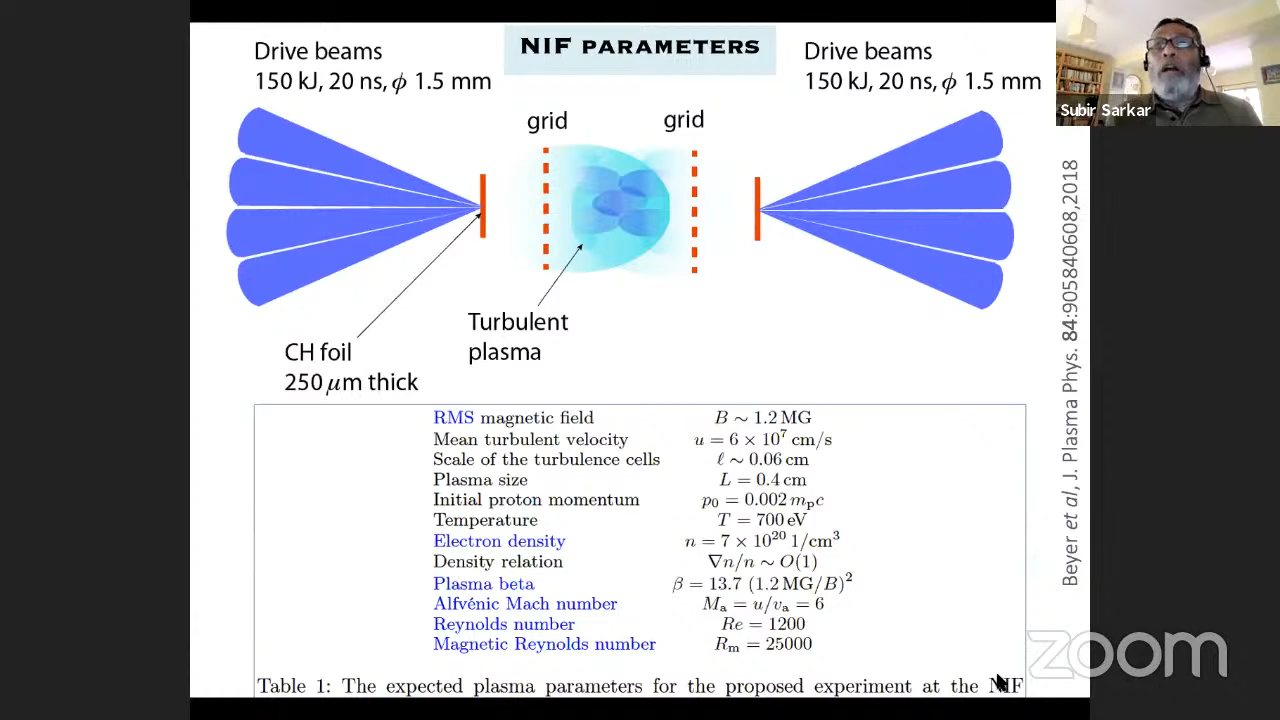 NIF PARAMETERS
Drive beams
150 kJ, 20 ns, ϕ 1.5 mm
Drive beams
150 kJ, 20 ns, ϕ 1.5 mm
Subir Sarkar
grid
grid
CH foil
250 μm thick
Turbulent
plasma
Beyer et al, J. Plasma Phys. 84:905840608,2018
RMS magnetic field B ∼ 1.2 MG
Mean turbulent velocity u = 6 × 10⁷ cm/s
Scale of the turbulence cells ℓ ∼ 0.06 cm
Plasma size L = 0.4 cm
Initial proton momentum p₀ = 0.002 mₚc
Temperature T = 700 eV
Electron density n = 7 × 10²⁰ 1/cm³
Density relation ∇n/n ∼ O(1)
Plasma beta β = 13.7 (1.2 MG/B)²
Alfvénic Mach number Mₐ = u/vₐ = 6
Reynolds number Re = 1200
Magnetic Reynolds number Rₘ = 25000
Table 1: The expected plasma parameters for the proposed experiment at the NIF
zoom